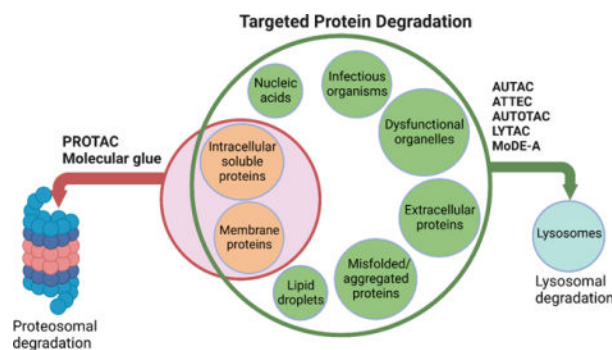 Targeted Protein Degradation
Nucleic
acids
Infectious
organisms
Dysfunctional
organelles
Extracellular
proteins
Misfolded/
aggregated proteins
Lipid
droplets
Intracellular
soluble
proteins
Membrane
proteins
PROTAC
Molecular glue
Proteosomal
degradation
AUTAC
ATTEC
AUTOTAC
LYTAC
MoDE-A
Lysosomes
Lysosomal
degradation